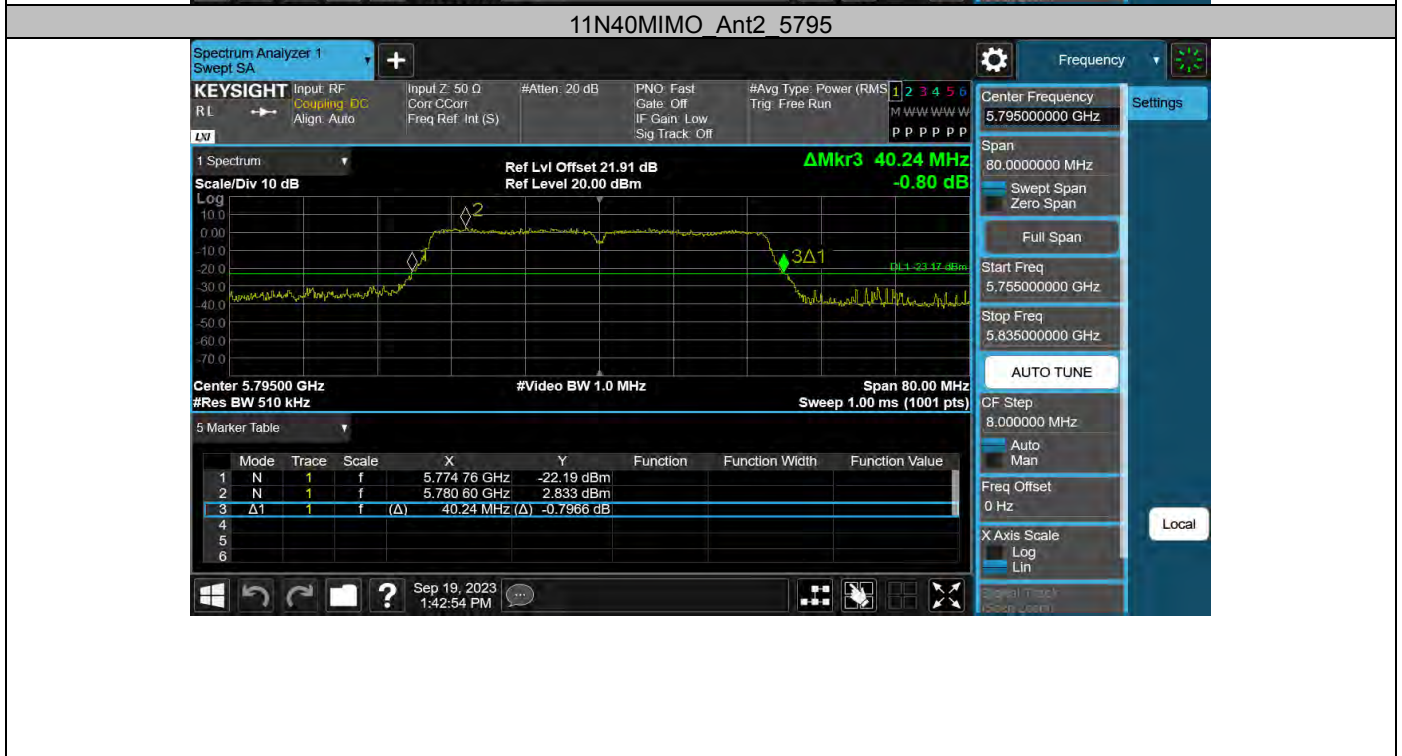 11N40MIMO_Ant2_5795
Spectrum Analyzer 1
Swept SA
Frequency
KEYSIGHT
RL
LXI
Input: RF
Coupling: DC
Align: Auto
Input Z: 50 Ω
Corr CCorr
Freq Ref: Int (S)
#Atten: 20 dB
PNO: Fast
Gate: Off
IF Gain: Low
Sig Track: Off
#Avg Type: Power (RMS
Trig: Free Run
1 2 3 4 5 6
M W W W W W
P P P P P P
1 Spectrum
Scale/Div 10 dB
Ref Lvl Offset 21.91 dB
Ref Level 20.00 dBm
ΔMkr3 40.24 MHz
-0.80 dB
Log
10.0
0.00
-10.0
-20.0
-30.0
-40.0
-50.0
-60.0
-70.0
2
3Δ1
DL1 -23.17 dBm
Center 5.79500 GHz
#Video BW 1.0 MHz
Span 80.00 MHz
#Res BW 510 kHz
Sweep 1.00 ms (1001 pts)
5 Marker Table
Mode Trace Scale X Y Function Function Width Function Value
1 N 1 f 5.774 76 GHz -22.19 dBm
2 N 1 f 5.780 60 GHz 2.833 dBm
3 Δ1 1 f (Δ) 40.24 MHz (Δ) -0.7966 dB
4
5
6
Sep 19, 2023
1:42:54 PM
Center Frequency
5.795000000 GHz
Settings
Span
80.0000000 MHz
Swept Span
Zero Span
Full Span
Start Freq
5.755000000 GHz
Stop Freq
5.835000000 GHz
AUTO TUNE
CF Step
8.000000 MHz
Auto
Man
Freq Offset
0 Hz
Local
X Axis Scale
Log
Lin
Signal Track
(Span Zoom)